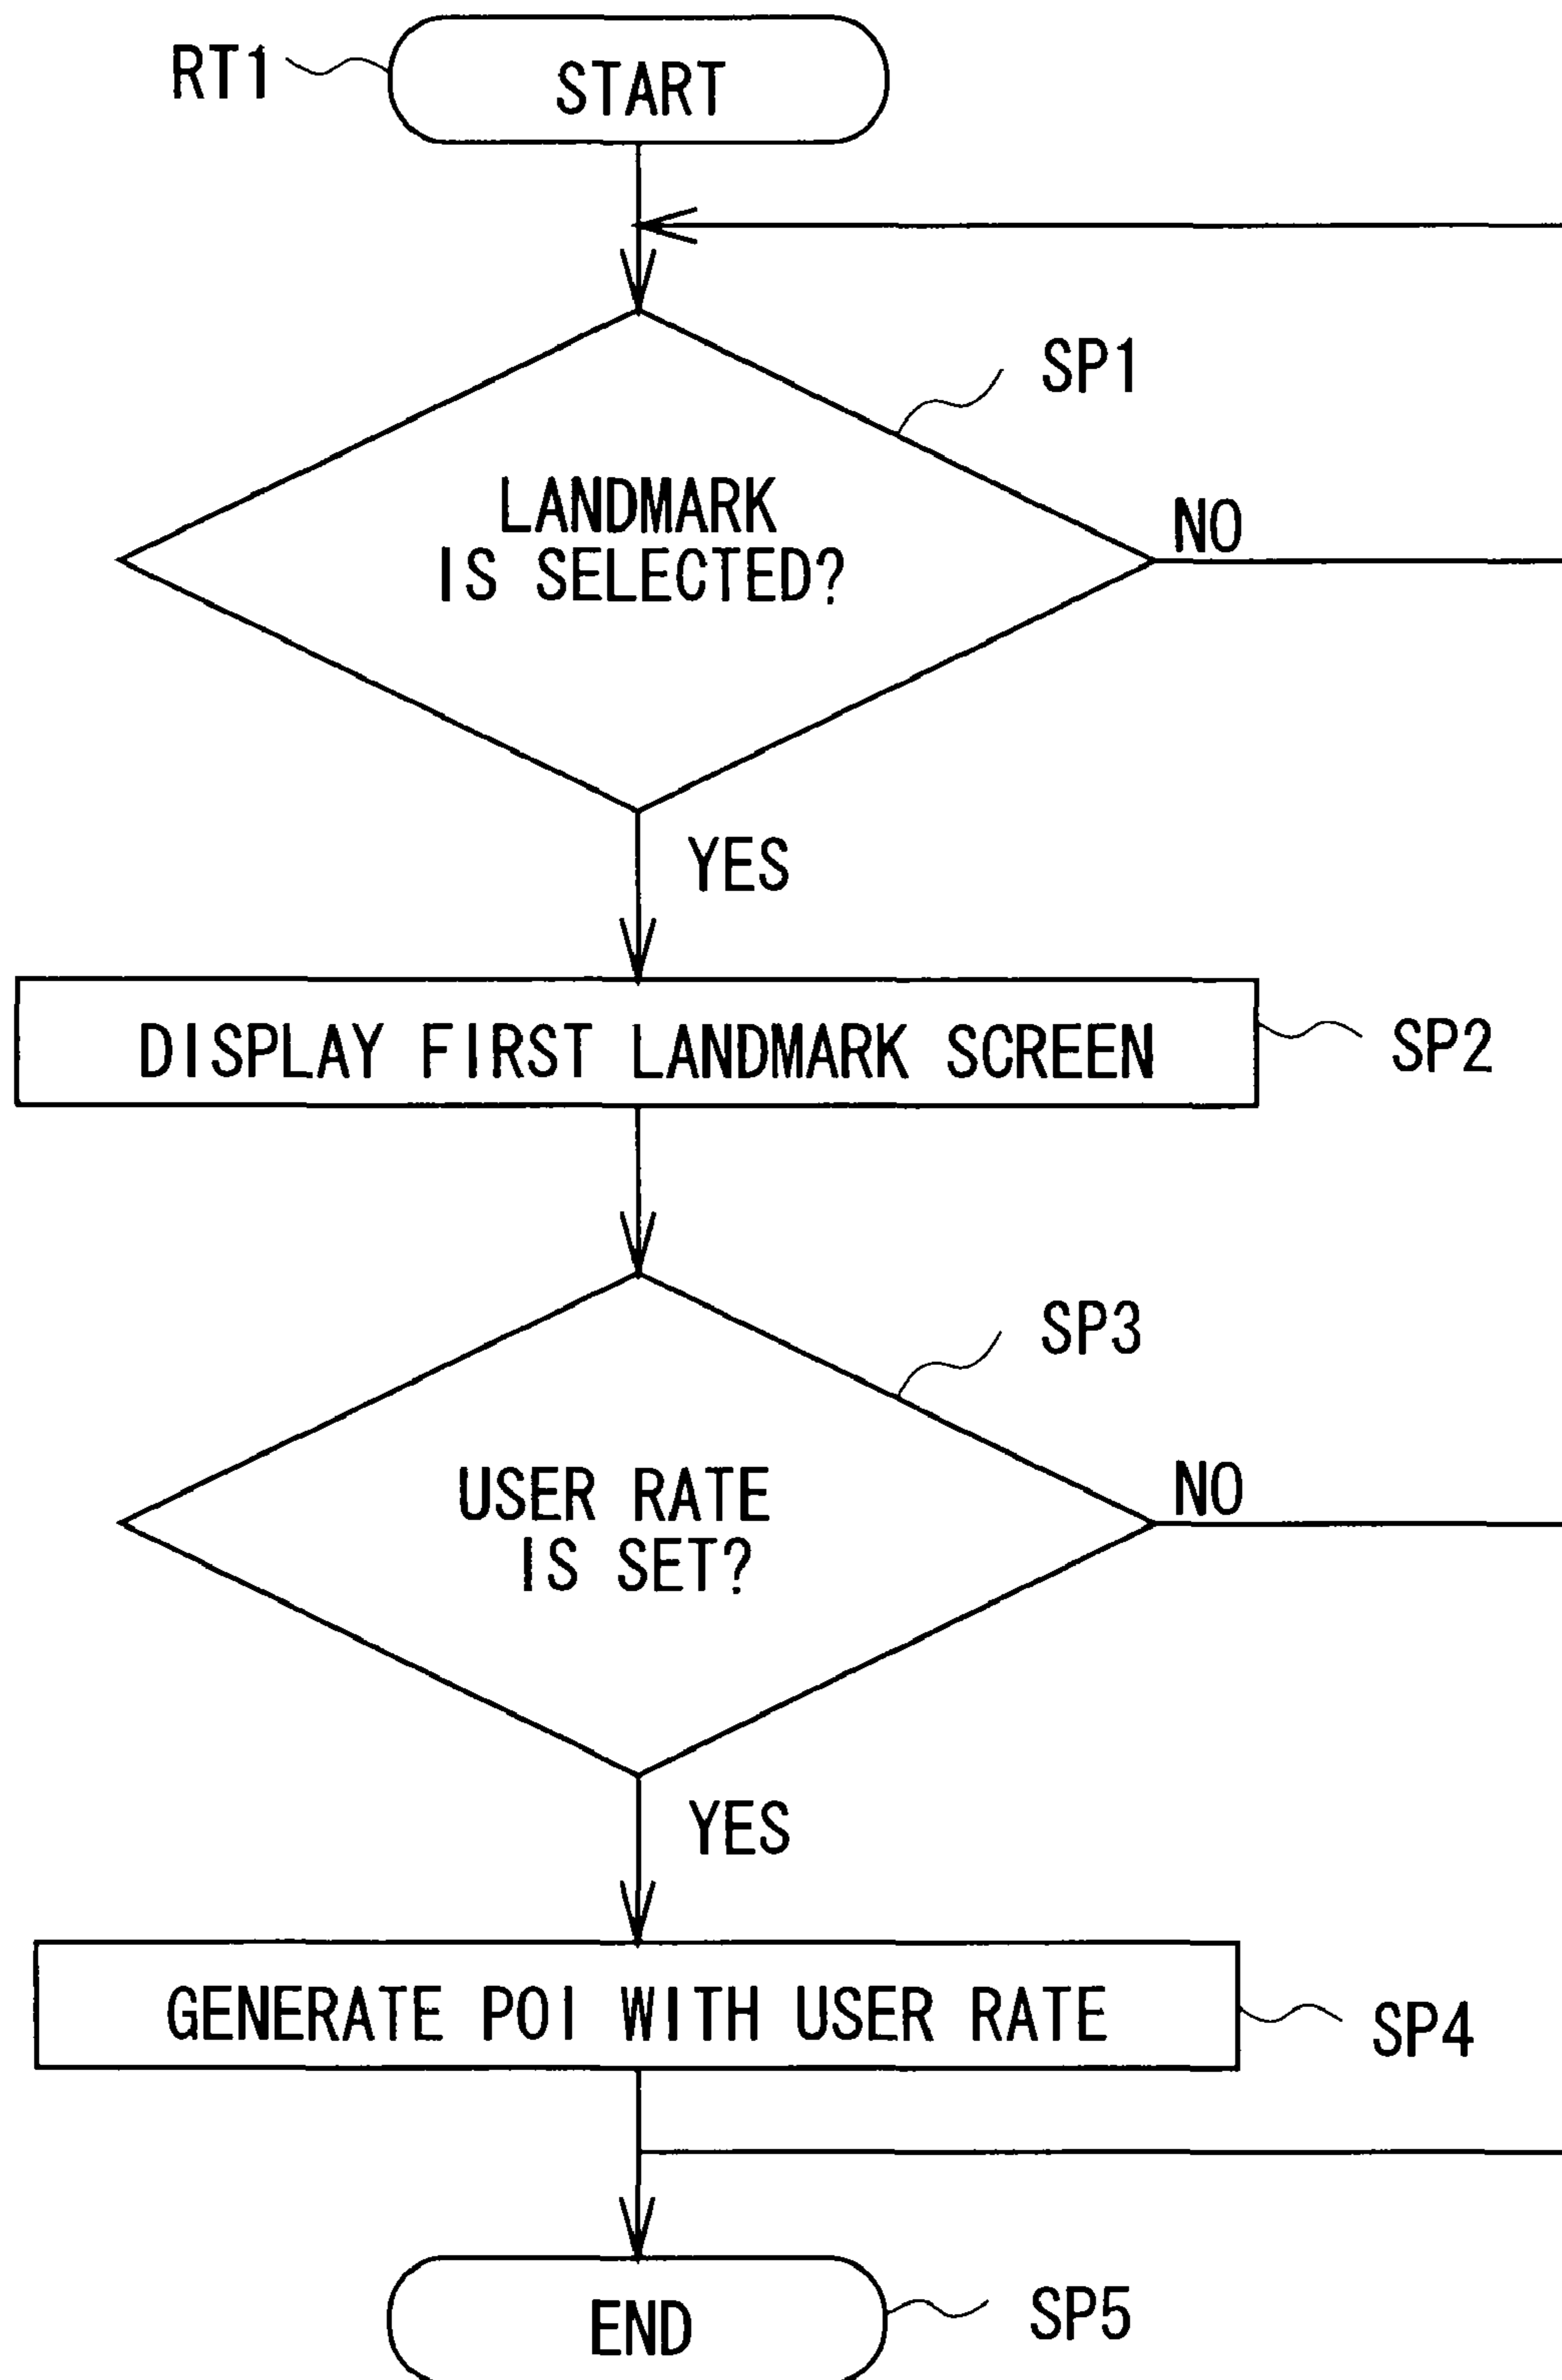 RT1
START
SP1
LANDMARK
IS SELECTED?
NO
YES
DISPLAY FIRST LANDMARK SCREEN
SP2
SP3
USER RATE
IS SET?
NO
YES
GENERATE POI WITH USER RATE
SP4
END
SP5